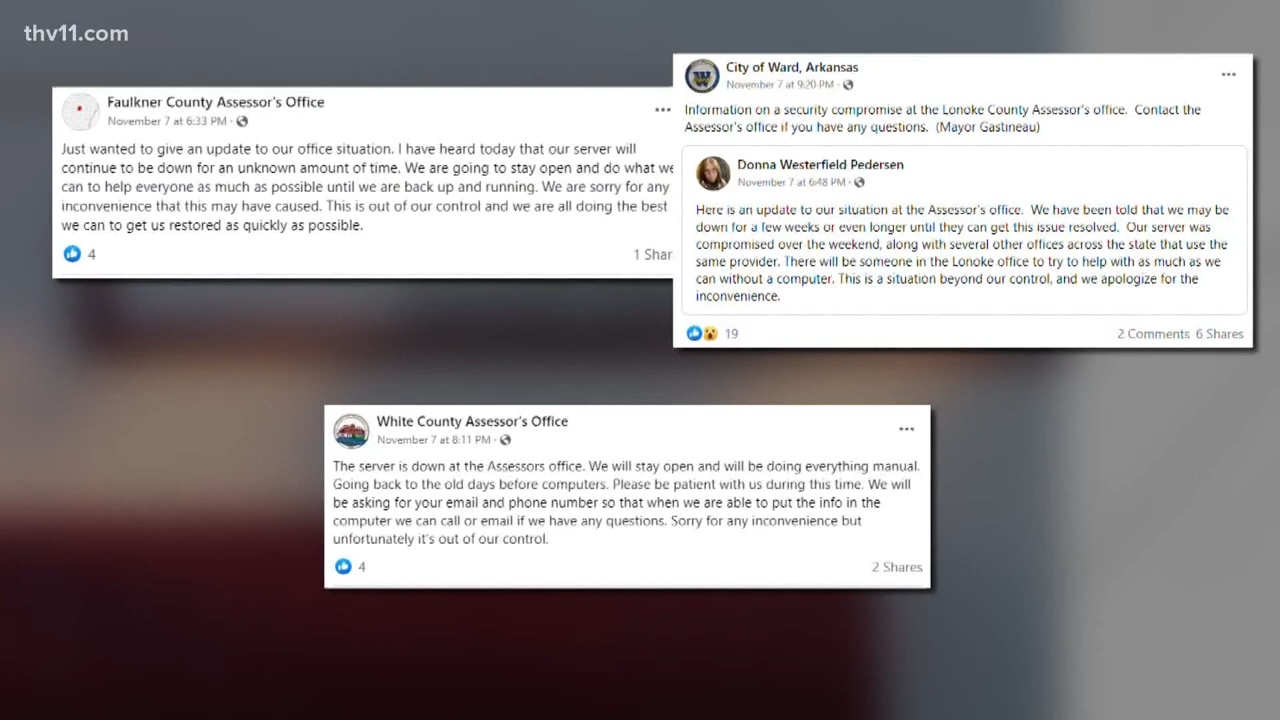 thv11.com
Faulkner County Assessor's Office
November 7 at 6:33 PM ·
Just wanted to give an update to our office situation. I have heard today that our server will
continue to be down for an unknown amount of time. We are going to stay open and do what we
can to help everyone as much as possible until we are back up and running. We are sorry for any
inconvenience that this may have caused. This is out of our control and we are all doing the best
we can to get us restored as quickly as possible.
4
1 Shar
City of Ward, Arkansas
November 7 at 9:20 PM ·
Information on a security compromise at the Lonoke County Assessor's office. Contact the
Assessor's office if you have any questions. (Mayor Gastineau)
Donna Westerfield Pedersen
November 7 at 6:48 PM ·
Here is an update to our situation at the Assessor's office. We have been told that we may be
down for a few weeks or even longer until they can get this issue resolved. Our server was
compromised over the weekend, along with several other offices across the state that use the
same provider. There will be someone in the Lonoke office to try to help with as much as we
can without a computer. This is a situation beyond our control, and we apologize for the
inconvenience.
19
2 Comments 6 Shares
White County Assessor's Office
November 7 at 8:11 PM ·
The server is down at the Assessors office. We will stay open and will be doing everything manual.
Going back to the old days before computers. Please be patient with us during this time. We will
be asking for your email and phone number so that when we are able to put the info in the
computer we can call or email if we have any questions. Sorry for any inconvenience but
unfortunately it's out of our control.
4
2 Shares